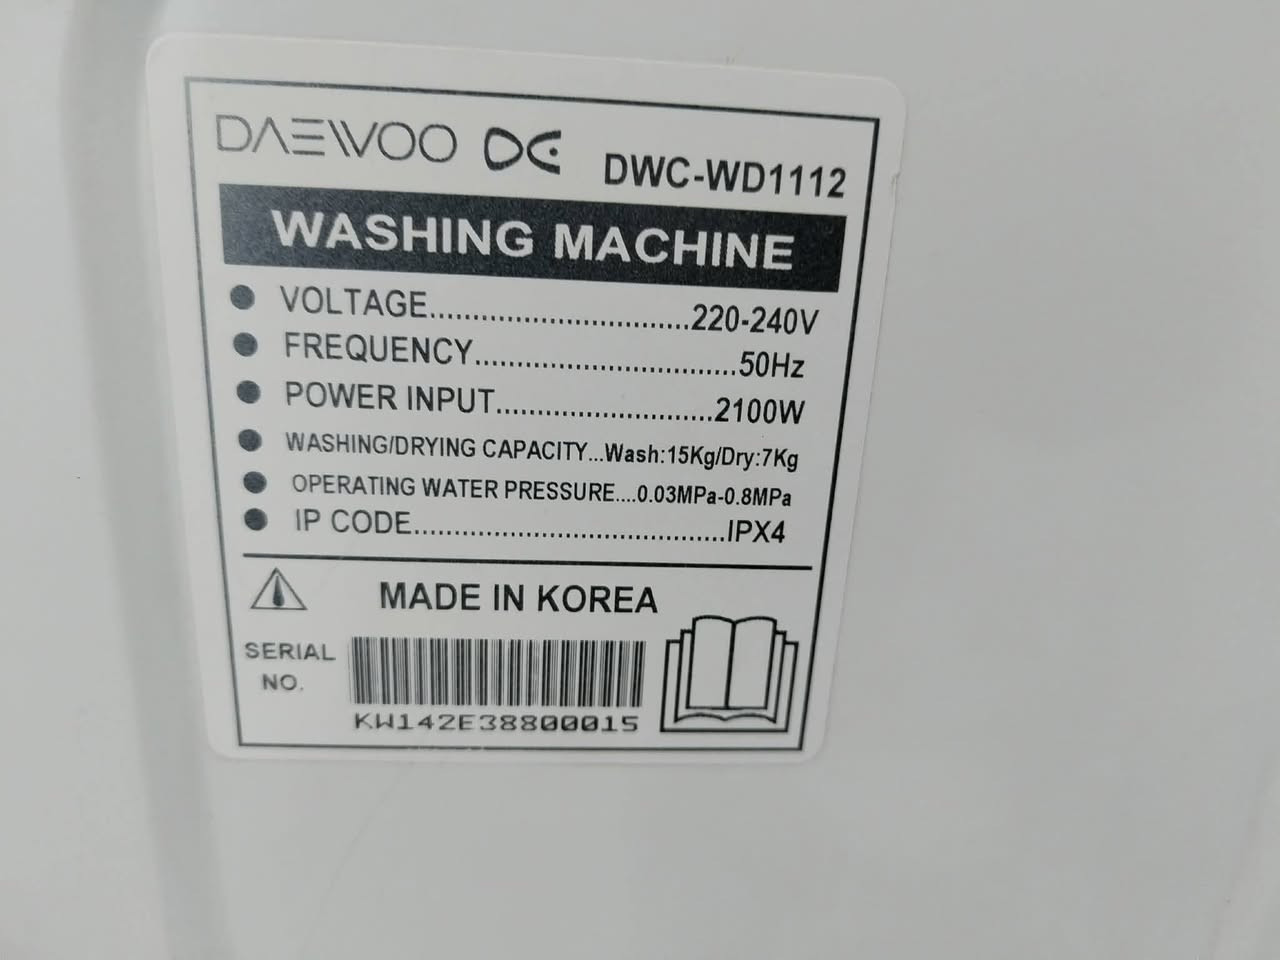 DAEWOO DWC-WD1112
WASHING MACHINE
● VOLTAGE..............................220-240V
● FREQUENCY..............................50Hz
● POWER INPUT..........................2100W
● WASHING/DRYING CAPACITY...Wash:15Kg/Dry:7Kg
● OPERATING WATER PRESSURE....0.03MPa-0.8MPa
● IP CODE....................................IPX4
MADE IN KOREA
SERIAL
NO.
KW142E38800015